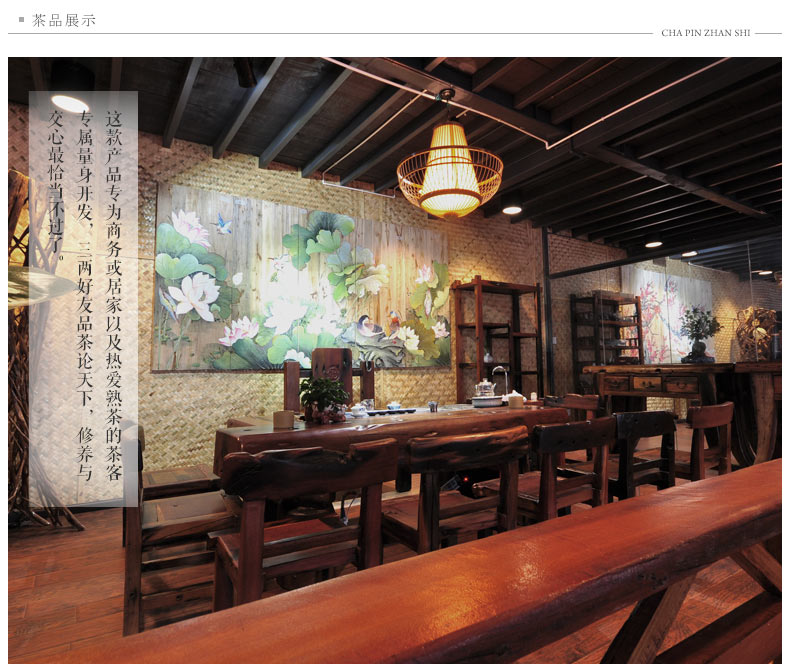 茶品展示
CHA PIN ZHAN SHI
这款产品专为商务或居家以及热爱熟茶的茶客
专属量身开发，三两好友品茶论天下，修养与
交心最恰当不过了。